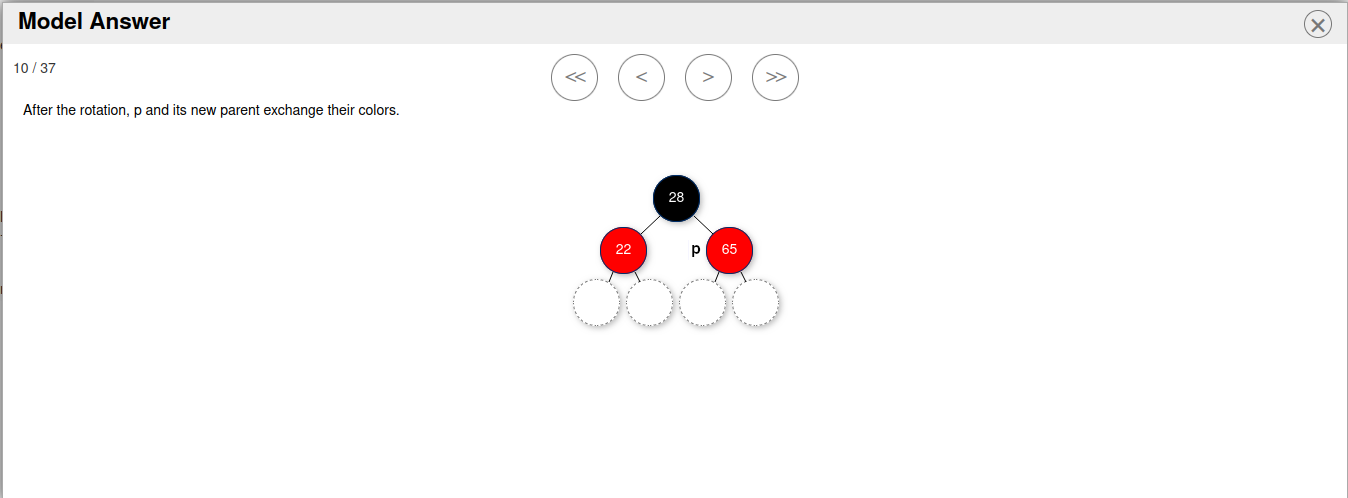 Model Answer
10 / 37
<< < > >>
After the rotation, p and its new parent exchange their colors.
28
22 p 65